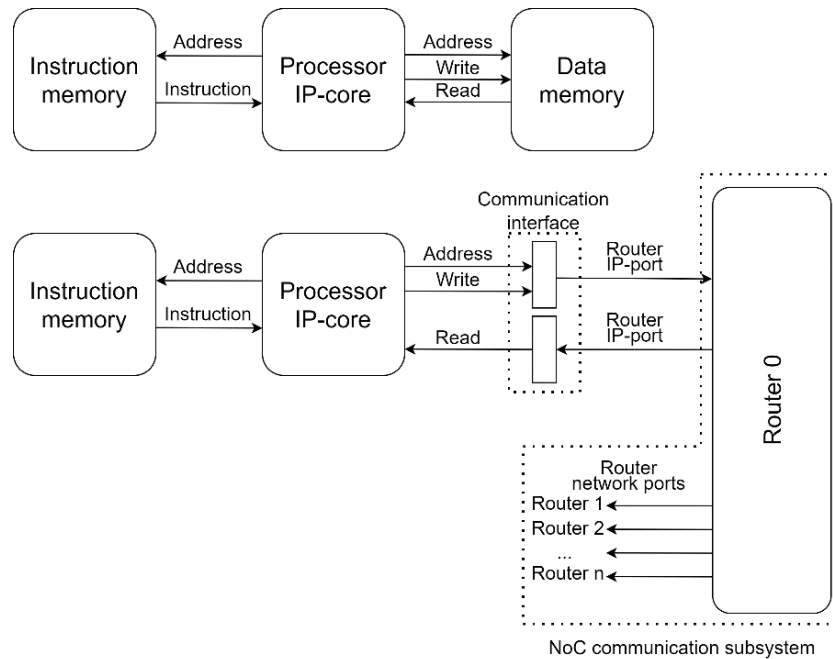 Instruction
memory
Address
Instruction
Processor
IP-core
Address
Write
Read
Data
memory
Communication
interface
Instruction
memory
Address
Instruction
Processor
IP-core
Address
Write
Read
Router
IP-port
Router
IP-port
Router 0
Router
network ports
Router 1
Router 2
...
Router n
NoC communication subsystem